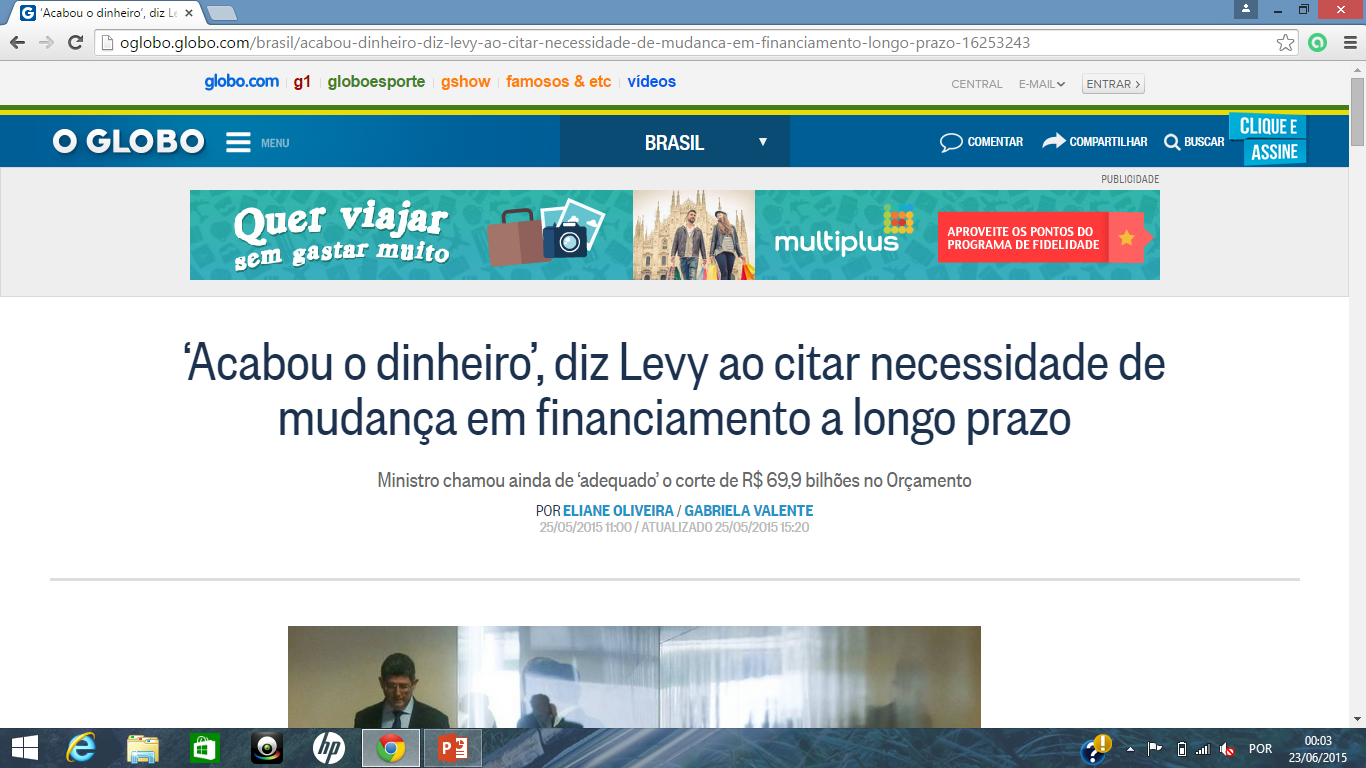 'Acabou o dinheiro', diz Le
oglobo.globo.com/brasil/acabou-dinheiro-diz-levy-ao-citar-necessidade-de-mudanca-em-financiamento-longo-prazo-16253243
globo.com g1 globoesporte gshow famosos & etc vídeos CENTRAL E-MAIL ENTRAR
O GLOBO MENU BRASIL COMENTAR COMPARTILHAR BUSCAR CLIQUE E
ASSINE
PUBLICIDADE
Quer viajar
sem gastar muito
multiplus
APROVEITE OS PONTOS DO
PROGRAMA DE FIDELIDADE
‘Acabou o dinheiro’, diz Levy ao citar necessidade de
mudança em financiamento a longo prazo
Ministro chamou ainda de ‘adequado’ o corte de R$ 69,9 bilhões no Orçamento
POR ELIANE OLIVEIRA / GABRIELA VALENTE
25/05/2015 11:00 / ATUALIZADO 25/05/2015 15:20
POR 00:03
23/06/2015